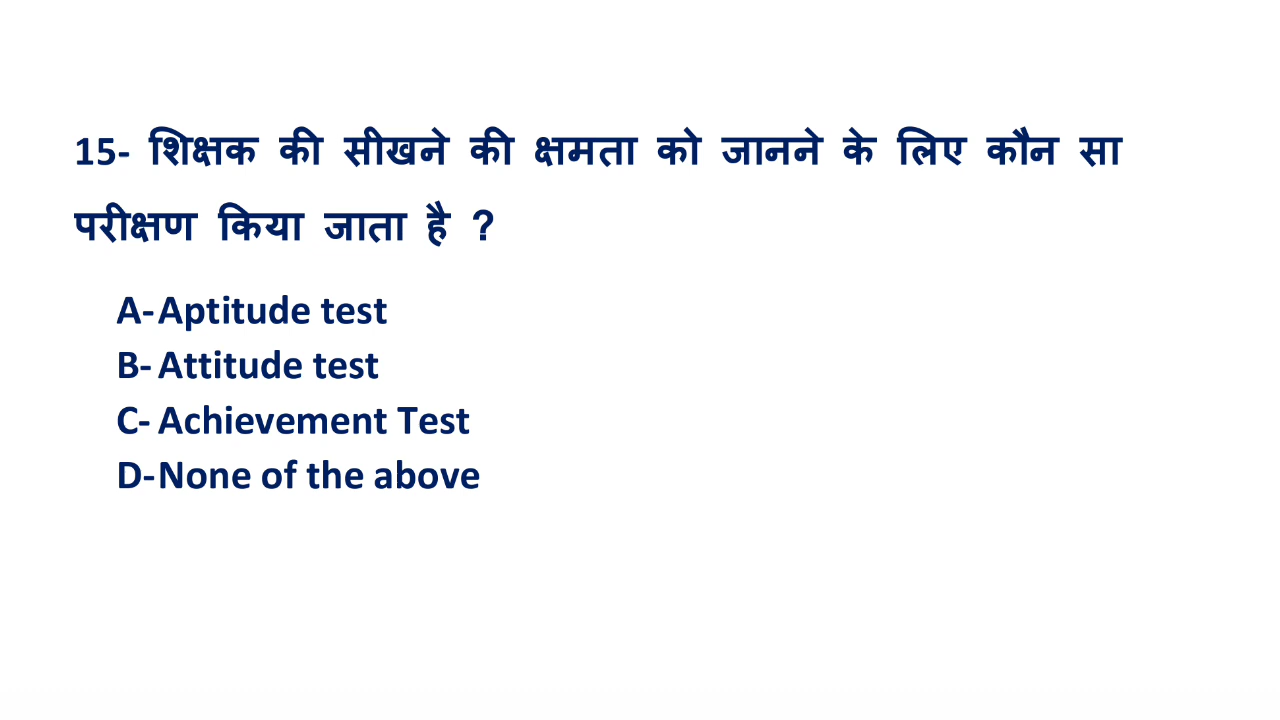 15- शिक्षक की सीखने की क्षमता को जानने के लिए कौन सा
परीक्षण किया जाता है ?
A-Aptitude test
B- Attitude test
C- Achievement Test
D-None of the above